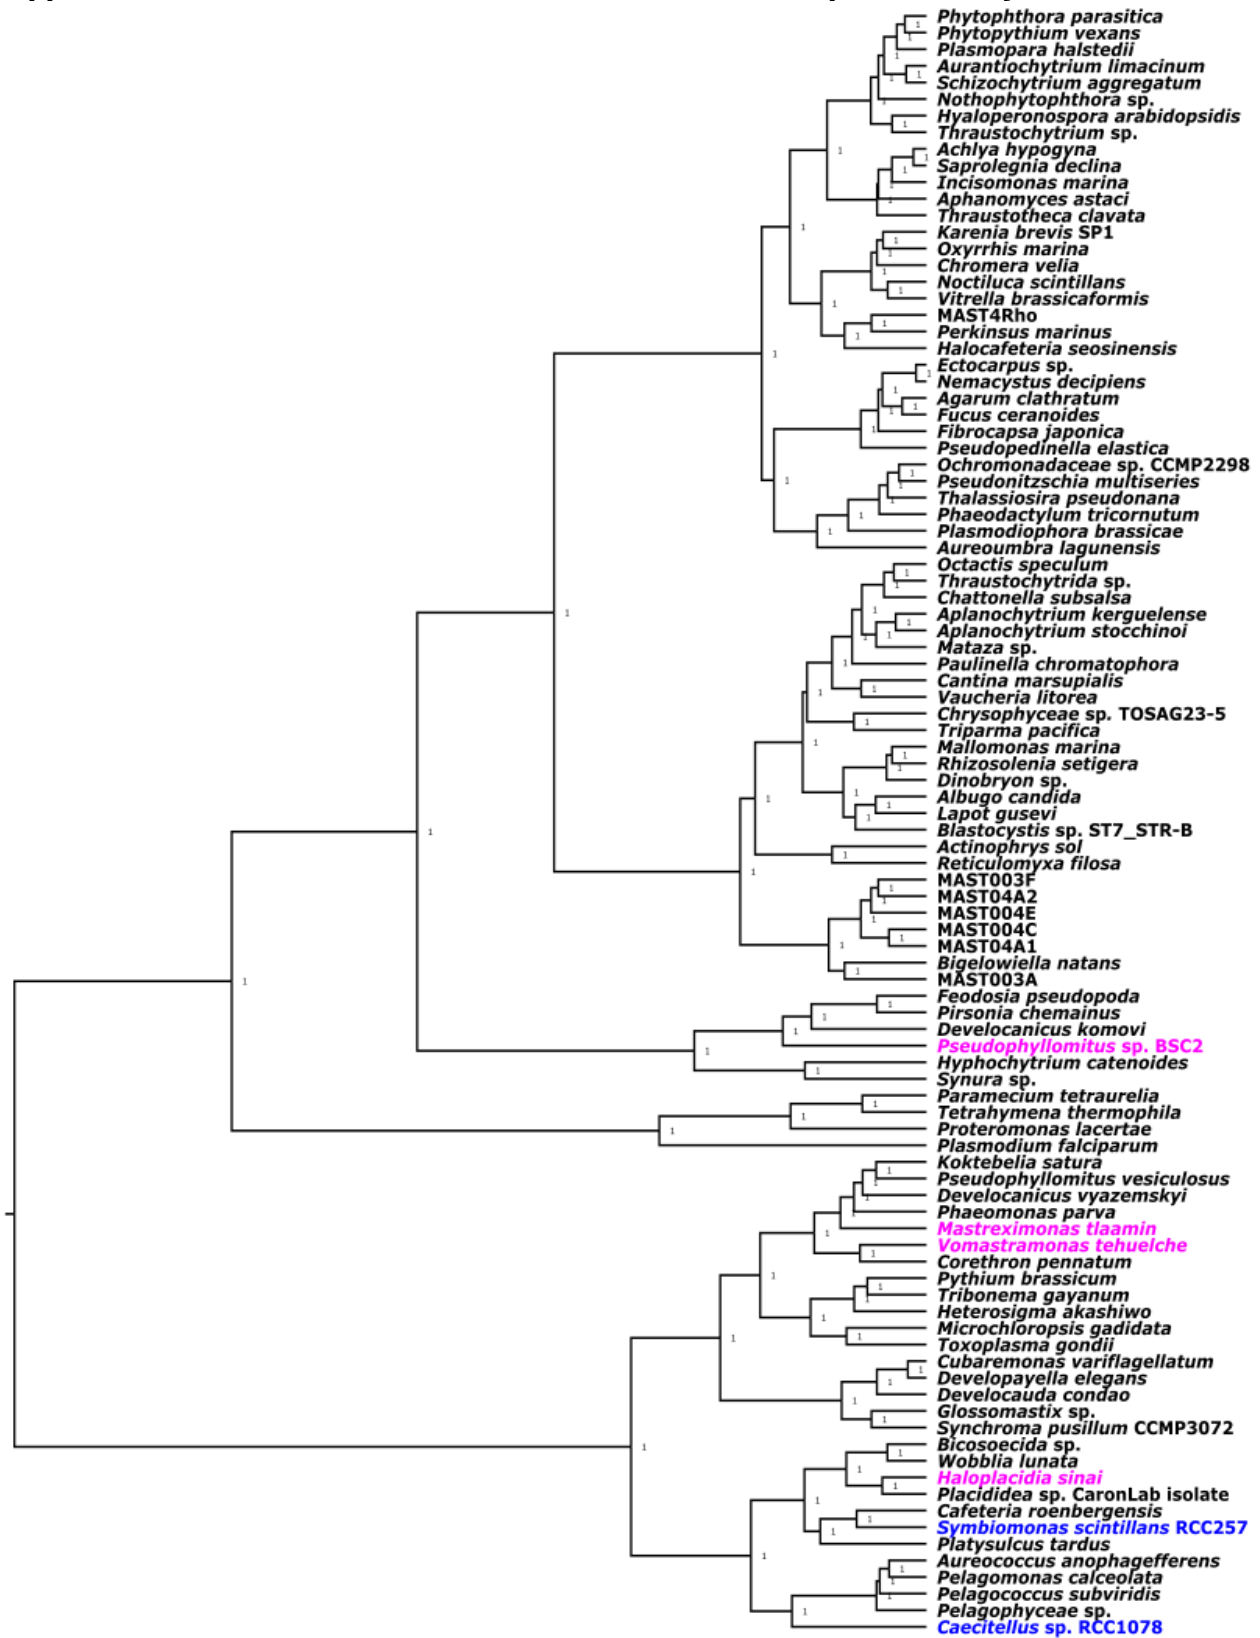 Phytophthora parasitica
Phytopythium vexans
Plasmopara halstedii
Aurantiochytrium limacinum
Schizochytrium aggregatum
Nothophytophthora sp.
Hyaloperonospora arabidopsidis
Thraustochytrium sp.
Achlya hypogyna
Saprolegnia declina
Incisomonas marina
Aphanomyces astaci
Thraustotheca clavata
Karenia brevis SP1
Oxyrrhis marina
Chromera velia
Noctiluca scintillans
Vitrella brassicaformis
MAST4Rho
Perkinsus marinus
Halocafeteria seosinensis
Ectocarpus sp.
Nemacystus decipiens
Agarum clathratum
Fucus ceranoides
Fibrocapsa japonica
Pseudopedinella elastica
Ochromonadaceae sp. CCMP2298
Pseudonitzschia multiseries
Thalassiosira pseudonana
Phaeodactylum tricornutum
Plasmodiophora brassicae
Aureoumbra lagunensis
Octactis speculum
Thraustochytrida sp.
Chattonella subsalsa
Aplanochytrium kerguelense
Aplanochytrium stocchinoi
Mataza sp.
Paulinella chromatophora
Cantina marsupialis
Vaucheria litorea
Chrysophyceae sp. TOSAG23-5
Triparma pacifica
Mallomonas marina
Rhizosolenia setigera
Dinobryon sp.
Albugo candida
Lapot gusevi
Blastocystis sp. ST7_STR-B
Actinophrys sol
Reticulomyxa filosa
MAST003F
MAST04A2
MAST004E
MAST004C
MAST04A1
Bigelowiella natans
MAST003A
Feodosia pseudopoda
Pirsonia chemainus
Develocanicus komovi
Pseudophyllomitus sp. BSC2
Hyphochytrium catenoides
Synura sp.
Paramecium tetraurelia
Tetrahymena thermophila
Proteromonas lacertae
Plasmodium falciparum
Koktebelia satura
Pseudophyllomitus vesiculosus
Develocanicus vyazemskyi
Phaeomonas parva
Mastreximonas tlaamin
Vomastramonas tehuelche
Corethron pennatum
Pythium brassicum
Tribonema gayanum
Heterosigma akashiwo
Microchloropsis gadidata
Toxoplasma gondii
Cubaremonas variflagellatum
Developayella elegans
Develocauda condao
Glossomastix sp.
Synchroma pusillum CCMP3072
Bicosoecida sp.
Wobblia lunata
Haloplacidia sinai
Placididea sp. CaronLab isolate
Cafeteria roenbergensis
Symbiomonas scintillans RCC257
Platysulcus tardus
Aureococcus anophagefferens
Pelagomonas calceolata
Pelagococcus subviridis
Pelagophyceae sp.
Caecitellus sp. RCC1078